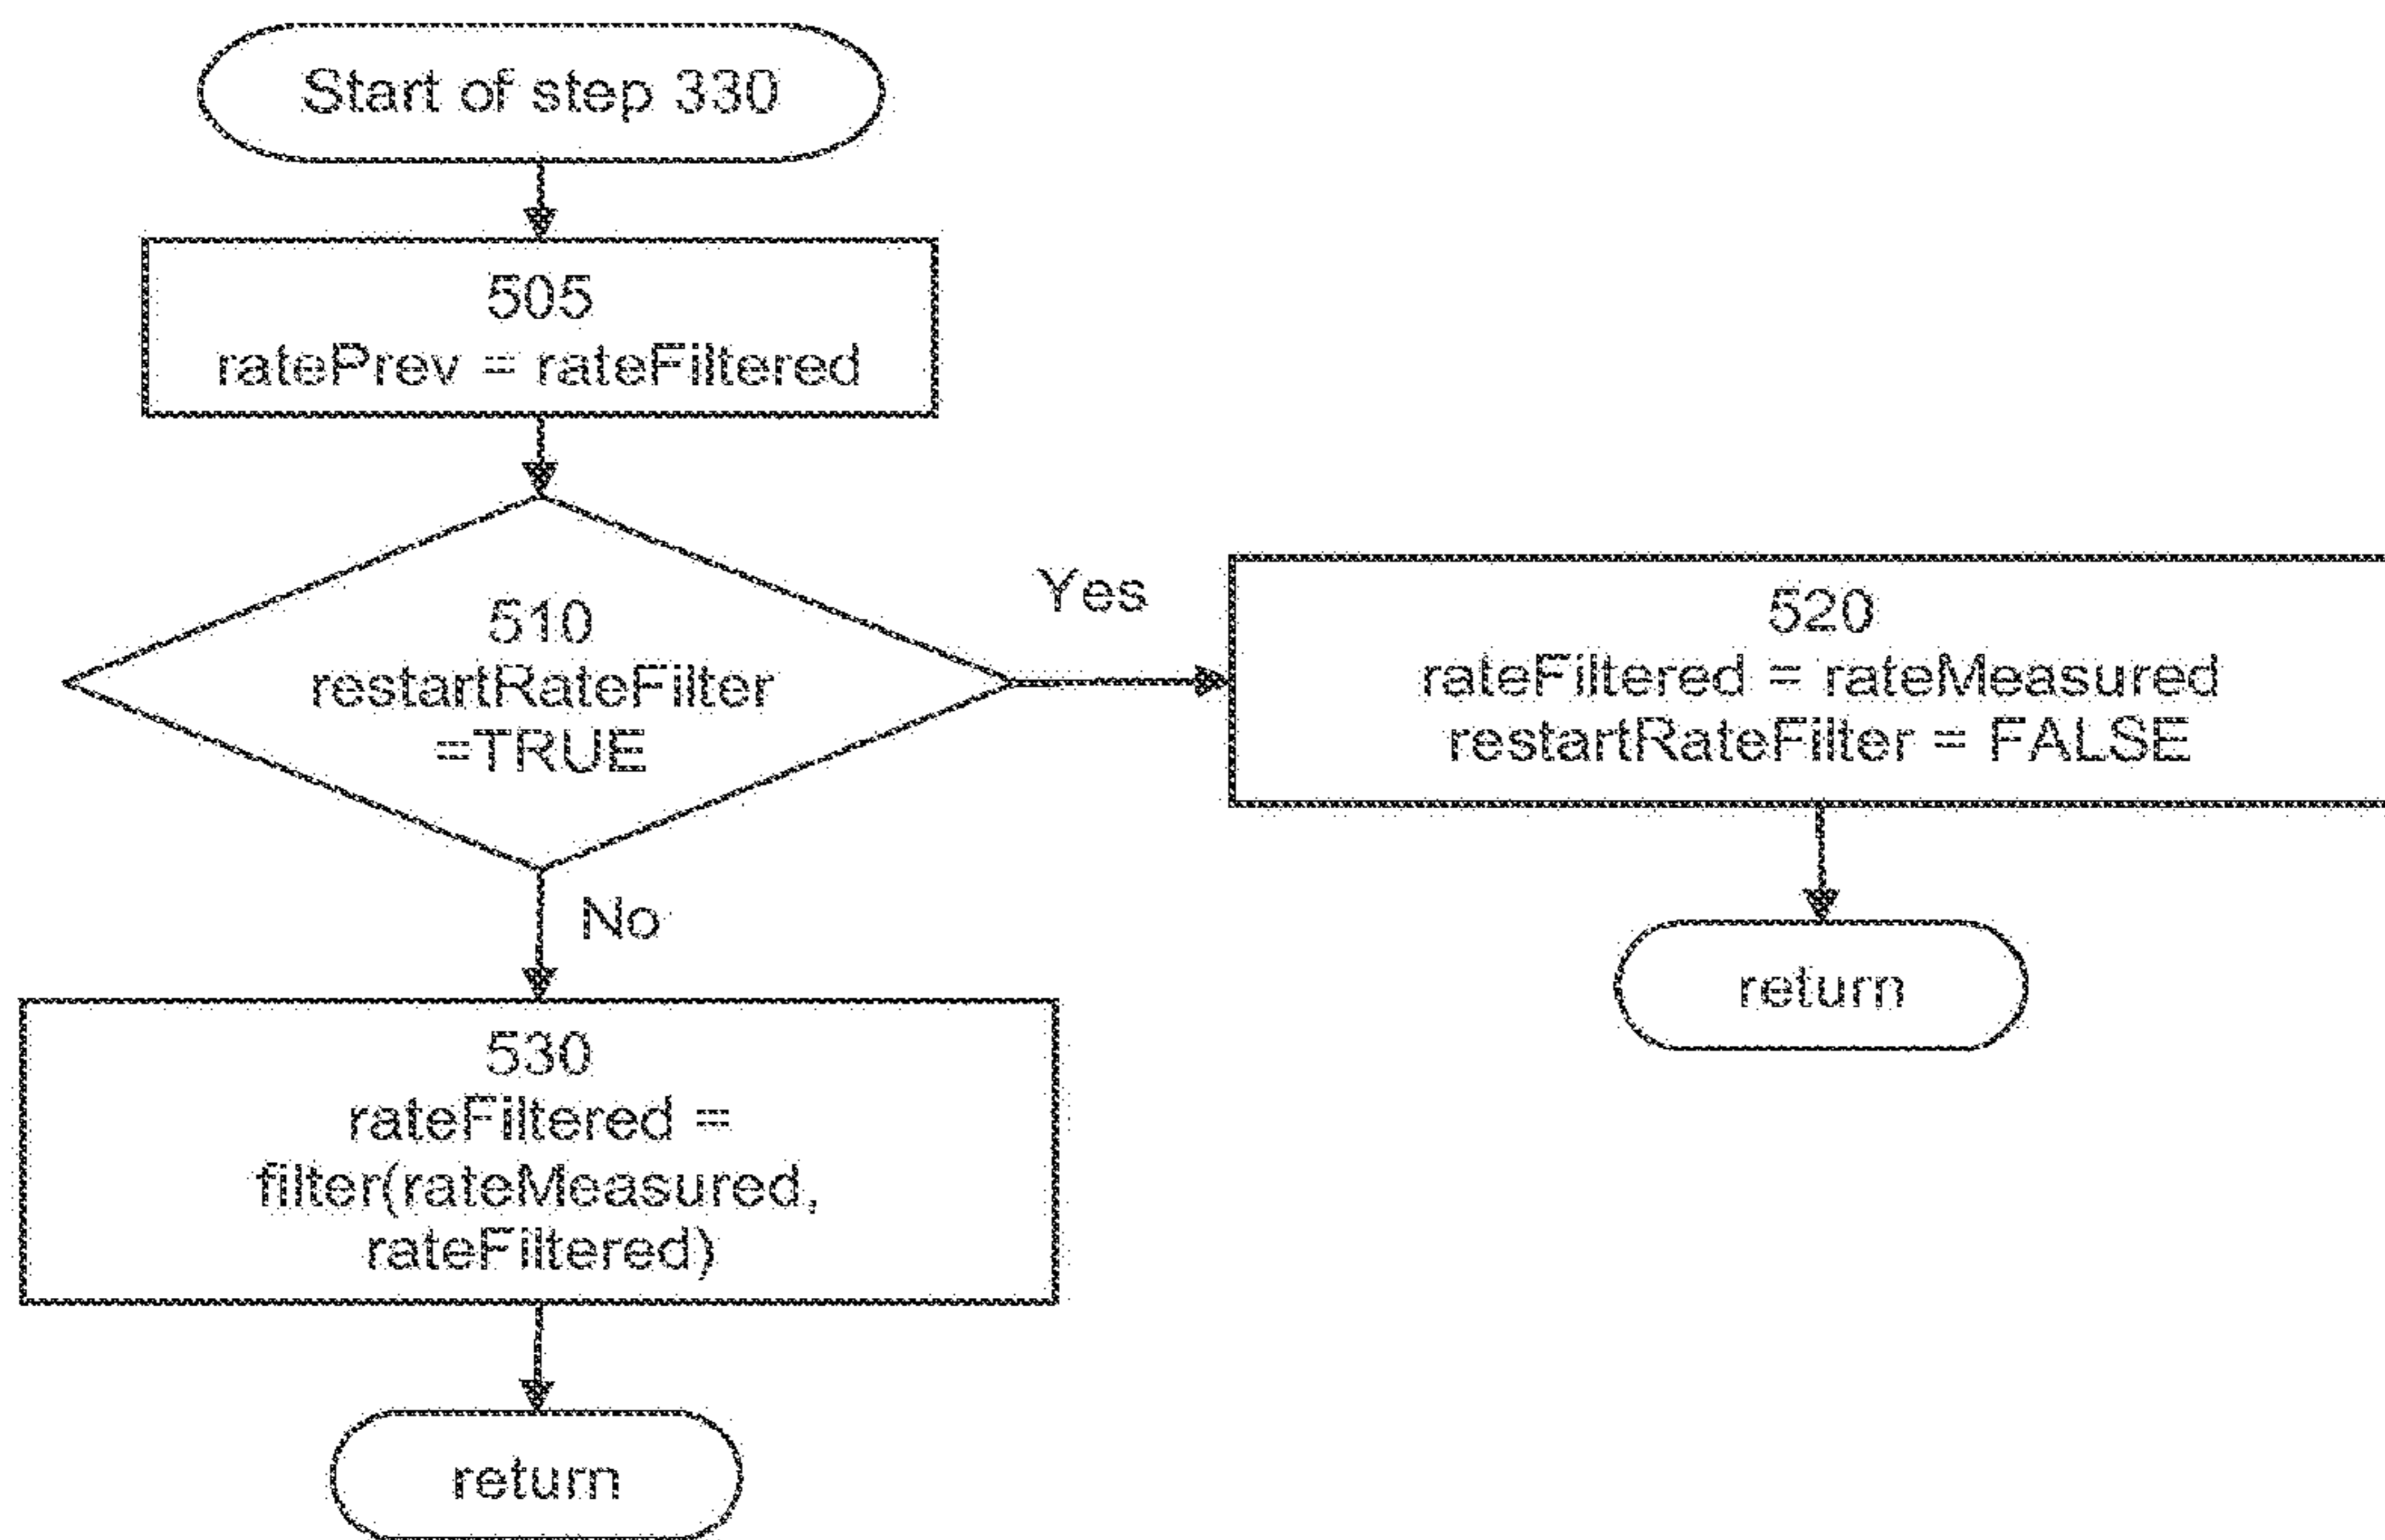 Start of step 330
505
ratePrev = rateFiltered
510
restartRateFilter
=TRUE
Yes
520
rateFiltered = rateMeasured
restartRateFilter = FALSE
return
No
530
rateFiltered =
filter(rateMeasured,
rateFiltered)
return